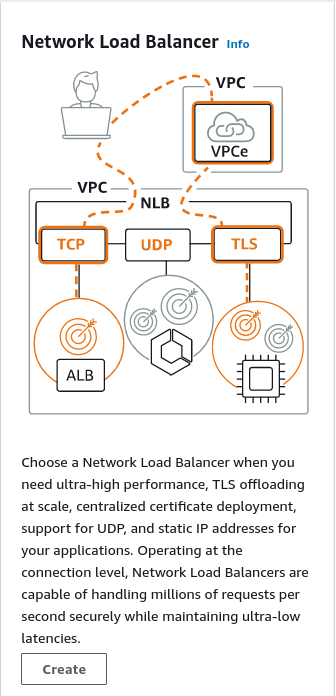 Network Load Balancer Info
VPC
VPCe
VPC
NLB
TCP UDP TLS
ALB
Choose a Network Load Balancer when you
need ultra-high performance, TLS offloading
at scale, centralized certificate deployment,
support for UDP, and static IP addresses for
your applications. Operating at the
connection level, Network Load Balancers are
capable of handling millions of requests per
second securely while maintaining ultra-low
latencies.
Create